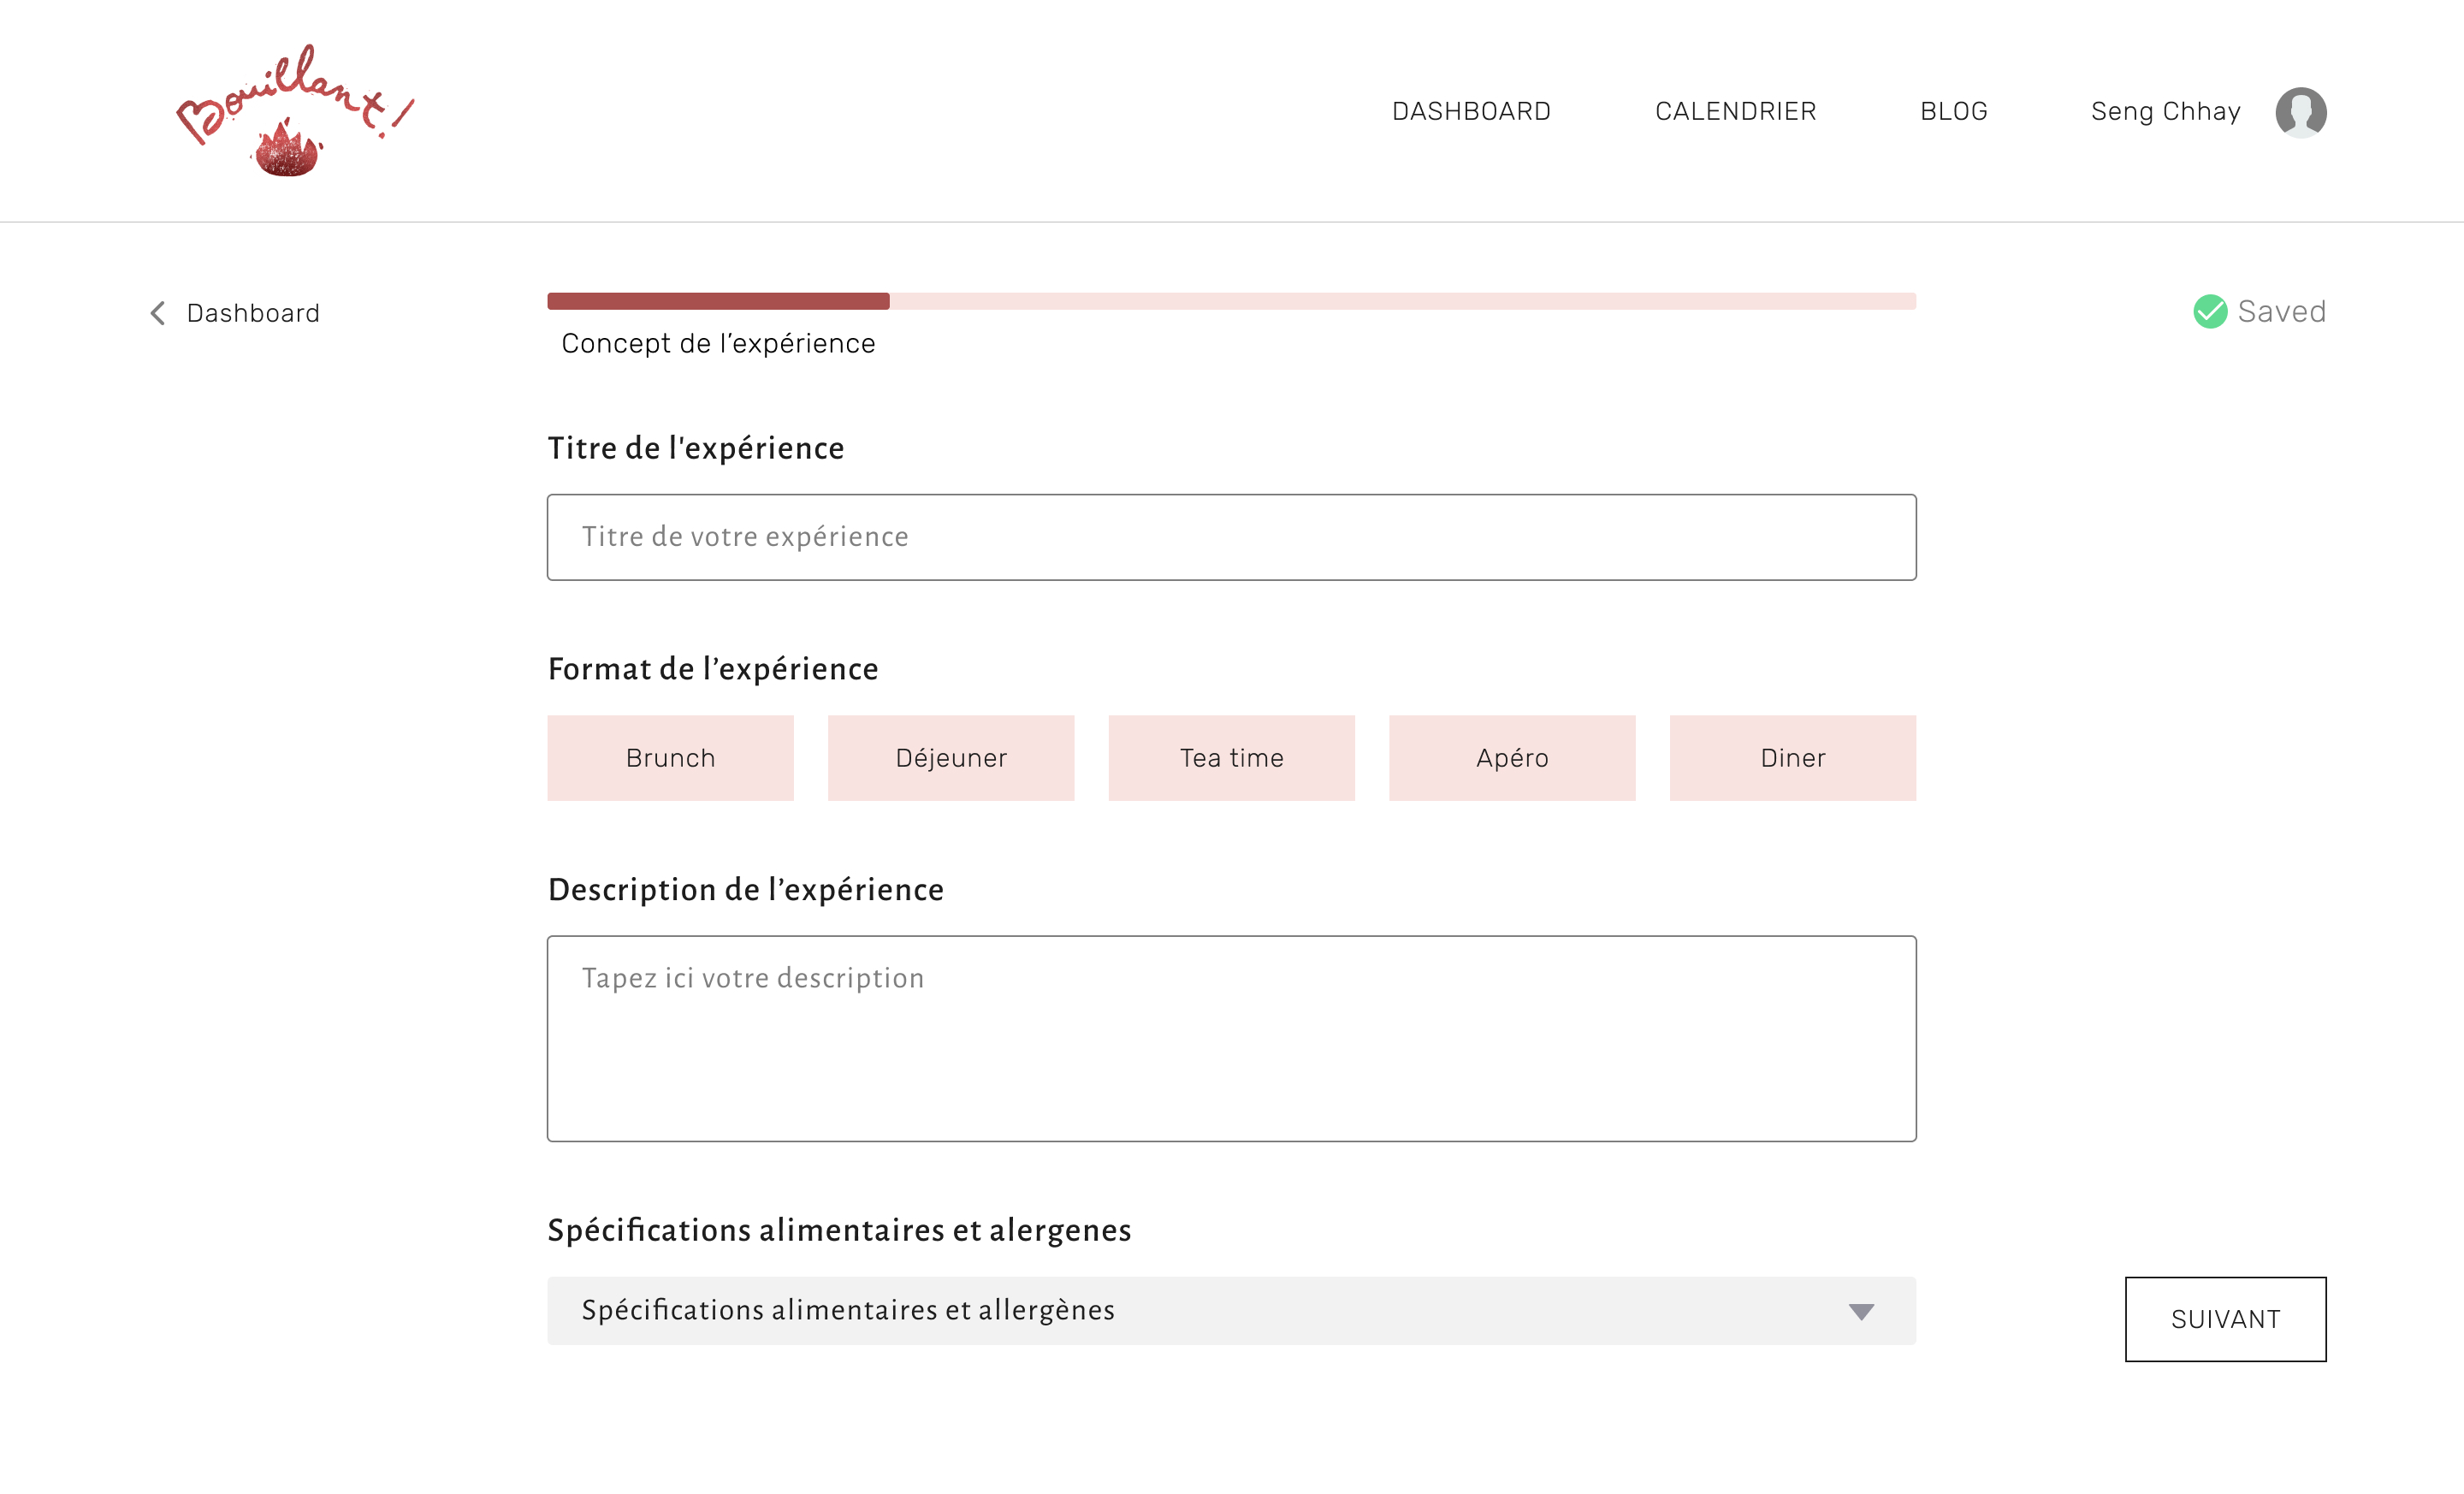 Bouillant!
DASHBOARD
CALENDRIER
BLOG
Seng Chhay
Dashboard
Concept de l’expérience
Saved
Titre de l'expérience
Titre de votre expérience
Format de l’expérience
Brunch
Déjeuner
Tea time
Apéro
Diner
Description de l’expérience
Tapez ici votre description
Spécifications alimentaires et alergenes
Spécifications alimentaires et allergènes
SUIVANT